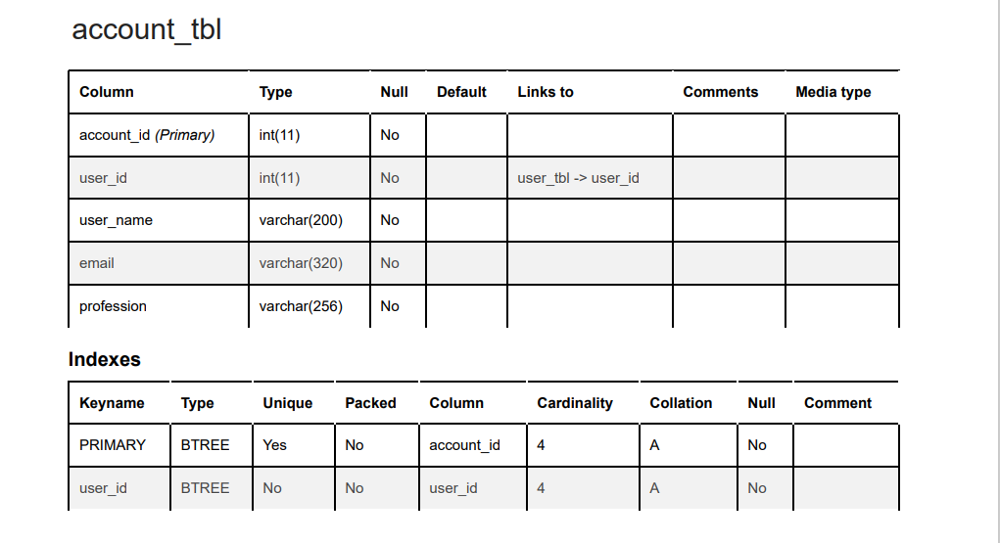 account_tbl
Column Type Null Default Links to Comments Media type
account_id (Primary) int(11) No
user_id int(11) No user_tbl -> user_id
user_name varchar(200) No
email varchar(320) No
profession varchar(256) No
Indexes
Keyname Type Unique Packed Column Cardinality Collation Null Comment
PRIMARY BTREE Yes No account_id 4 A No
user_id BTREE No No user_id 4 A No